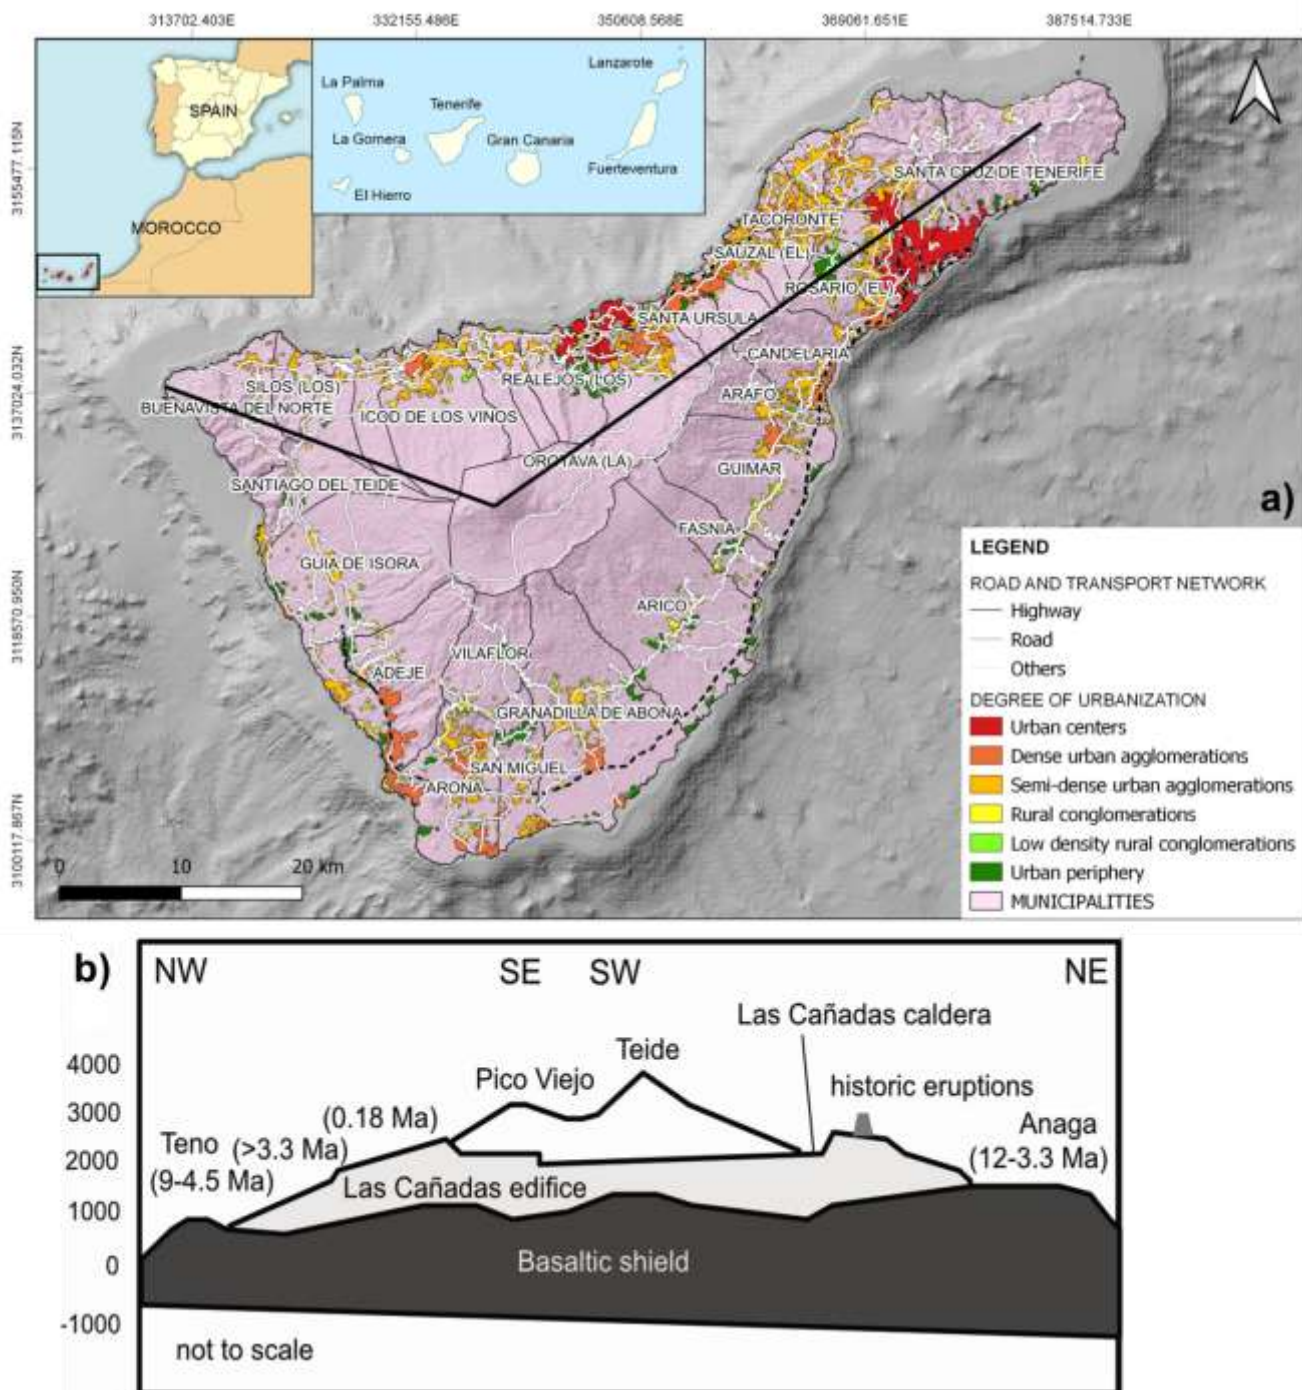 313702.403E
332155.486E
350608.568E
369061.651E
387514.733E
3155477.115N
3137024.032N
3118570.950N
3100117.867N
SPAIN
MOROCCO
La Palma
La Gomera
El Hierro
Tenerife
Gran Canaria
Lanzarote
Fuerteventura
SANTA CRUZ DE TENERIFE
TACORONTE
SAUZAL (EL)
ROSARIO (EL)
SANTA URSULA
CANDELARIA
REALEJOS (LOS)
SILOS (LOS)
BUENAVISTA DEL NORTE
ICOD DE LOS VINOS
ARAFO
OROTAVA (LA)
GUIMAR
SANTIAGO DEL TEIDE
FASNIA
GUIA DE ISORA
ARICO
VILAFLOR
ADEJE
GRANADILLA DE ABONA
SAN MIGUEL
ARONA
0 10 20 km
a)
LEGEND
ROAD AND TRANSPORT NETWORK
Highway
Road
Others
DEGREE OF URBANIZATION
Urban centers
Dense urban agglomerations
Semi-dense urban agglomerations
Rural conglomerations
Low density rural conglomerations
Urban periphery
MUNICIPALITIES
b)
NW SE SW NE
Las Cañadas caldera
Teide
Pico Viejo
historic eruptions
(0.18 Ma)
Teno (>3.3 Ma)
(9-4.5 Ma)
Anaga
(12-3.3 Ma)
Las Cañadas edifice
Basaltic shield
4000
3000
2000
1000
0
-1000
not to scale